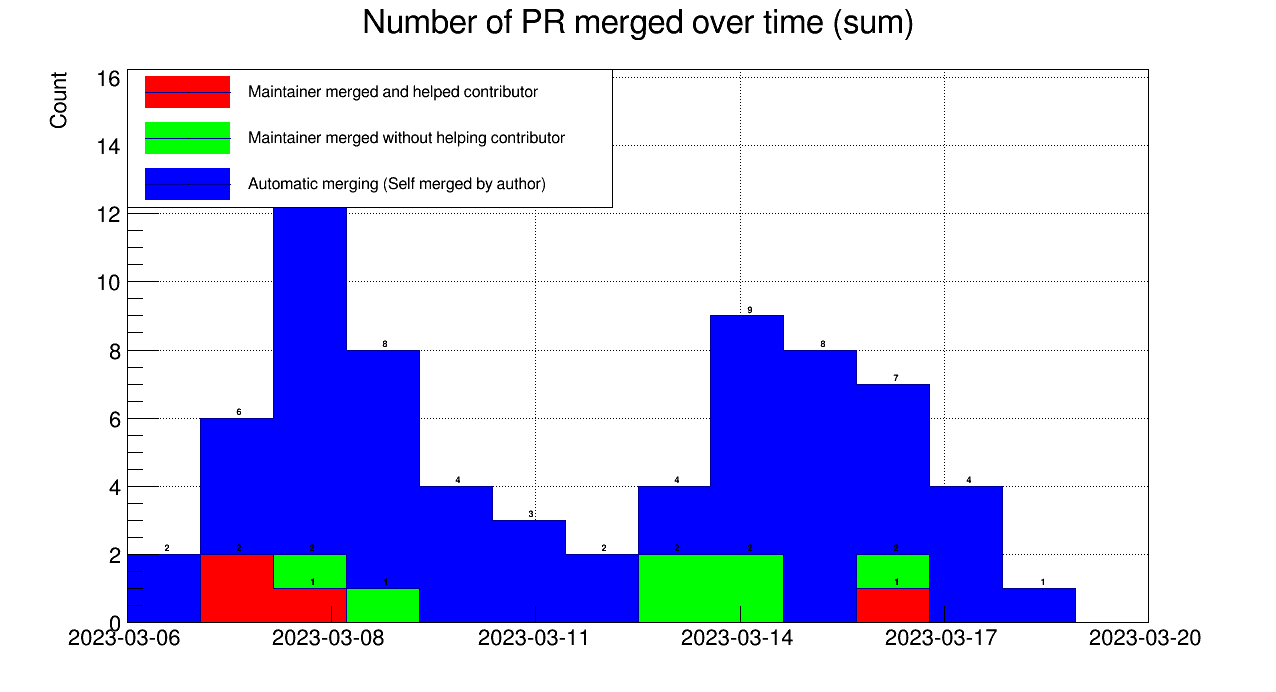 Number of PR merged over time (sum)
Count
16
14
12
10
8
6
4
2
0
Maintainer merged and helped contributor
Maintainer merged without helping contributor
Automatic merging (Self merged by author)
2 6 8 4 3 2 4 9 8 7 4 1
2 2 1 1 2 2 2 1
2023-03-06 2023-03-08 2023-03-11 2023-03-14 2023-03-17 2023-03-20